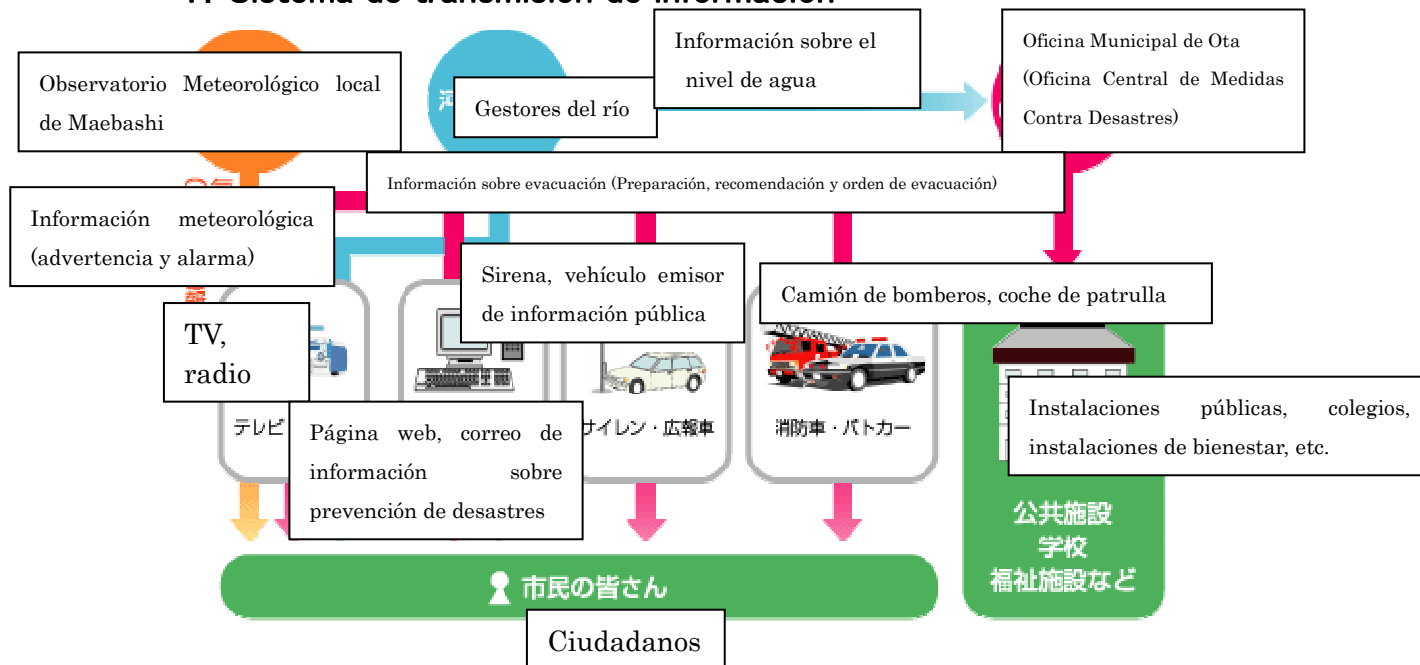 Información sobre el
nivel de agua
Oficina Municipal de Ota
(Oficina Central de Medidas
Contra Desastres)
Observatorio Meteorológico local
de Maebashi
Gestores del río
河
Información sobre evacuación (Preparación, recomendación y orden de evacuación)
Información meteorológica
(advertencia y alarma)
Sirena, vehículo emisor
de información pública
Camión de bomberos, coche de patrulla
TV,
radio
テレビ
Página web, correo de
información sobre
prevención de desastres
サイレン・広報車
消防車・パトカー
Instalaciones públicas, colegios,
instalaciones de bienestar, etc.
公共施設
学校
福祉施設など
市民の皆さん
Ciudadanos